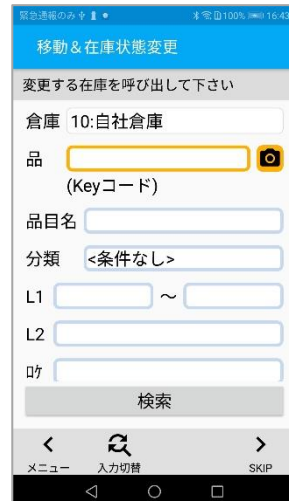 緊急通報のみ 100% 16:43
移動&在庫状態変更
変更する在庫を呼び出して下さい
倉庫 10:自社倉庫
品
(Keyコード)
品目名
分類 <条件なし>
L1 ～
L2
ﾛｹ
検索
メニュー 入力切替 SKIP